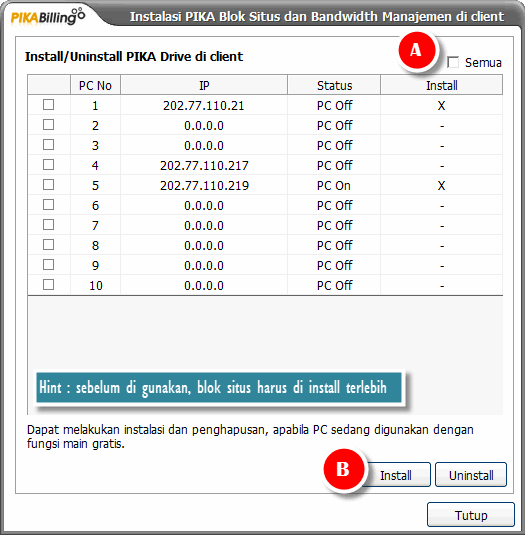 PIKABilling Instalasi PIKA Blok Situs dan Bandwidth Manajemen di client
A
Install/Uninstall PIKA Drive di client Semua
PC No IP Status Install
1 202.77.110.21 PC Off X
2 0.0.0.0 PC Off -
3 0.0.0.0 PC Off -
4 202.77.110.217 PC Off -
5 202.77.110.219 PC On X
6 0.0.0.0 PC Off -
7 0.0.0.0 PC Off -
8 0.0.0.0 PC Off -
9 0.0.0.0 PC Off -
10 0.0.0.0 PC Off -
Hint : sebelum di gunakan, blok situs harus di install terlebih
Dapat melakukan instalasi dan penghapusan, apabila PC sedang digunakan dengan
fungsi main gratis.
B Install Uninstall
Tutup